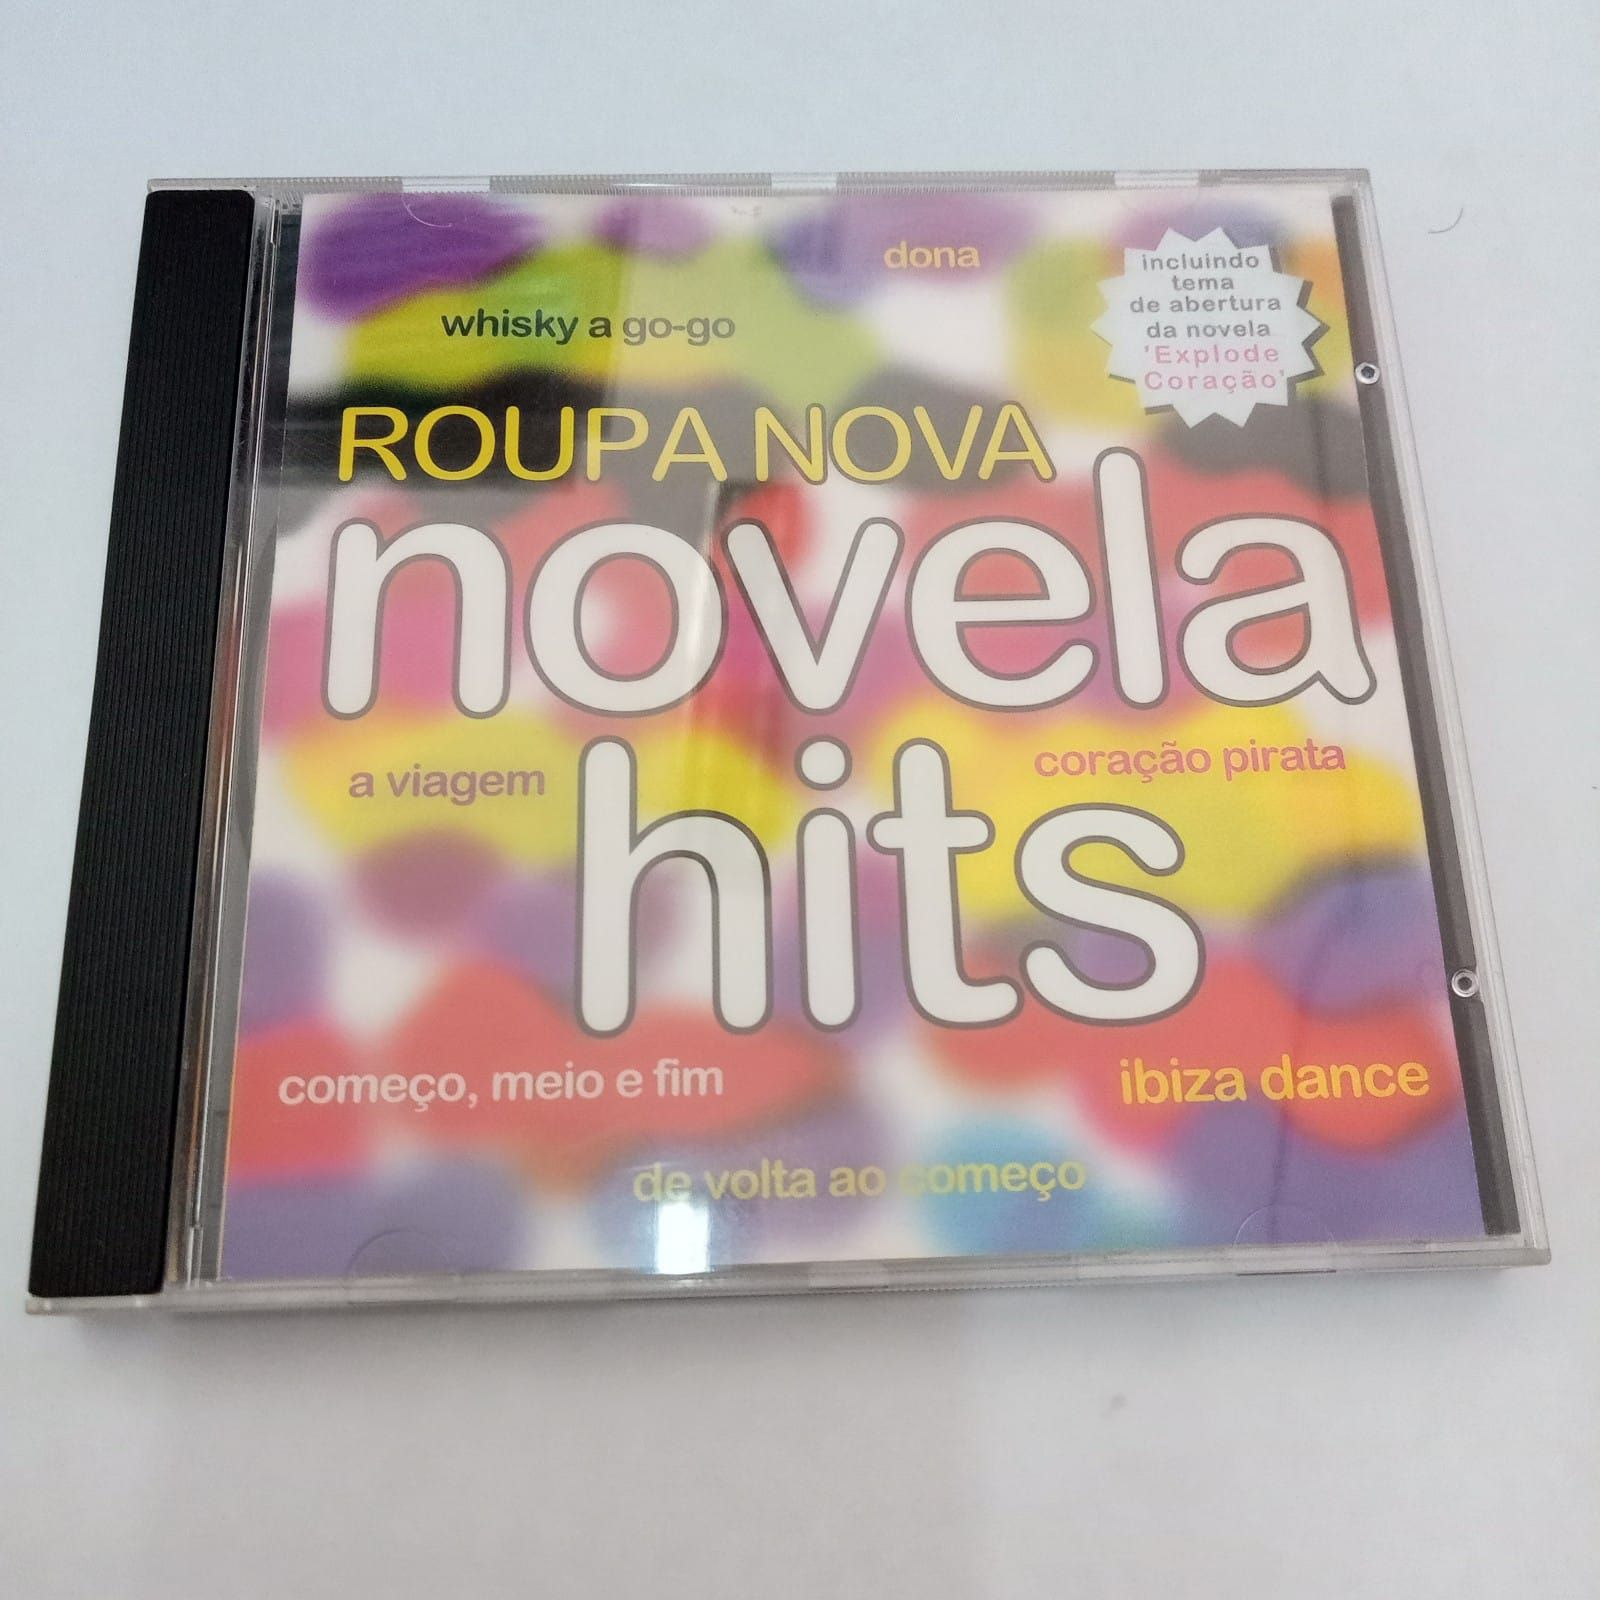 dona
incluindo
tema
de abertura
da novela
'Explode
Coração'
whisky a go-go
ROUPA NOVA
novela
hits
a viagem
coração pirata
começo, meio e fim
ibiza dance
de volta ao começo